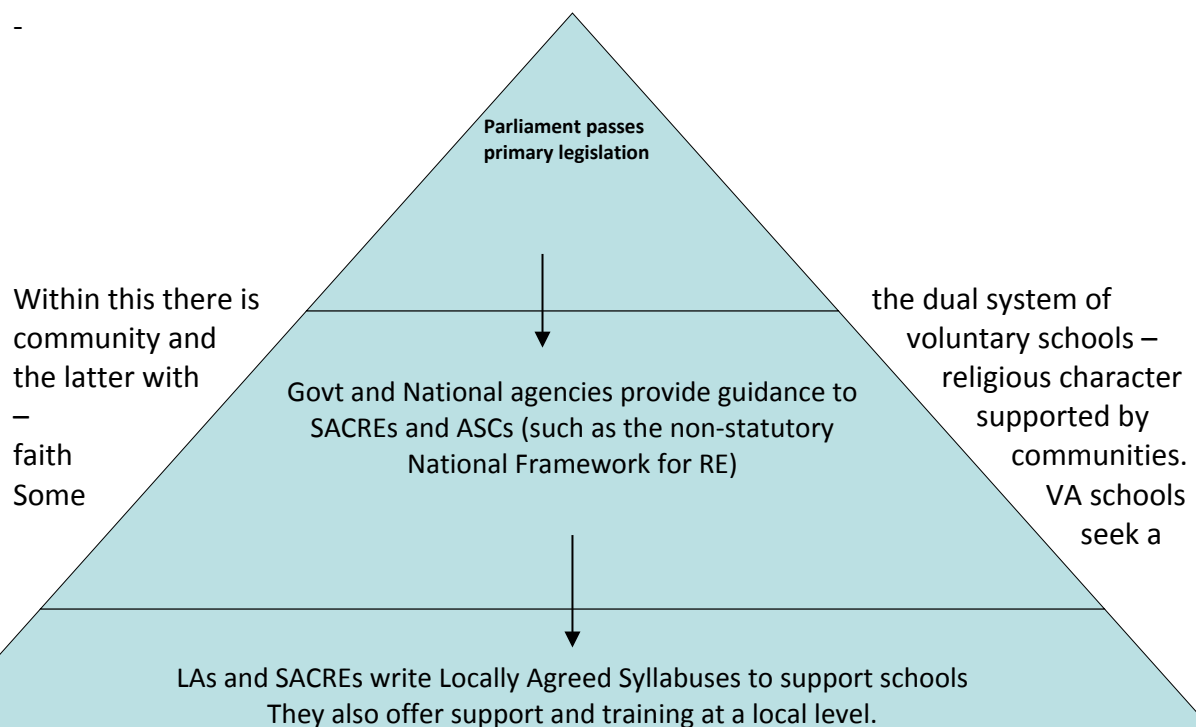 -
Parliament passes
primary legislation
Within this there is the dual system of
community and voluntary schools –
the latter with religious character
– supported by
faith communities.
Some VA schools
seek a
Govt and National agencies provide guidance to
SACREs and ASCs (such as the non-statutory
National Framework for RE)
LAs and SACREs write Locally Agreed Syllabuses to support schools
They also offer support and training at a local level.